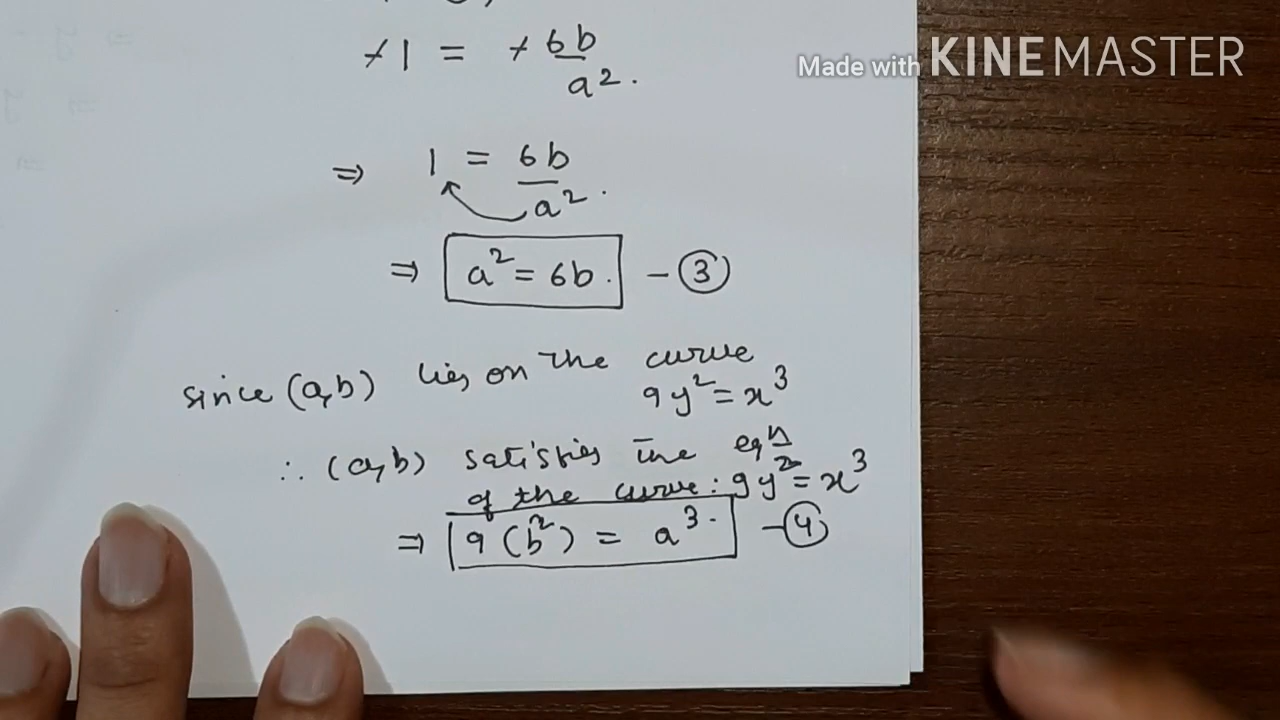 Made with KINEMASTER
+1 = + 6b/a².
⇒ 1 = 6b/a².
⇒ a² = 6b. - ③
since (a,b) lies on the curve
9y² = x³
∴ (a,b) satisfies the eqn
of the curve: 9y² = x³
⇒ 9(b²) = a³. - ④